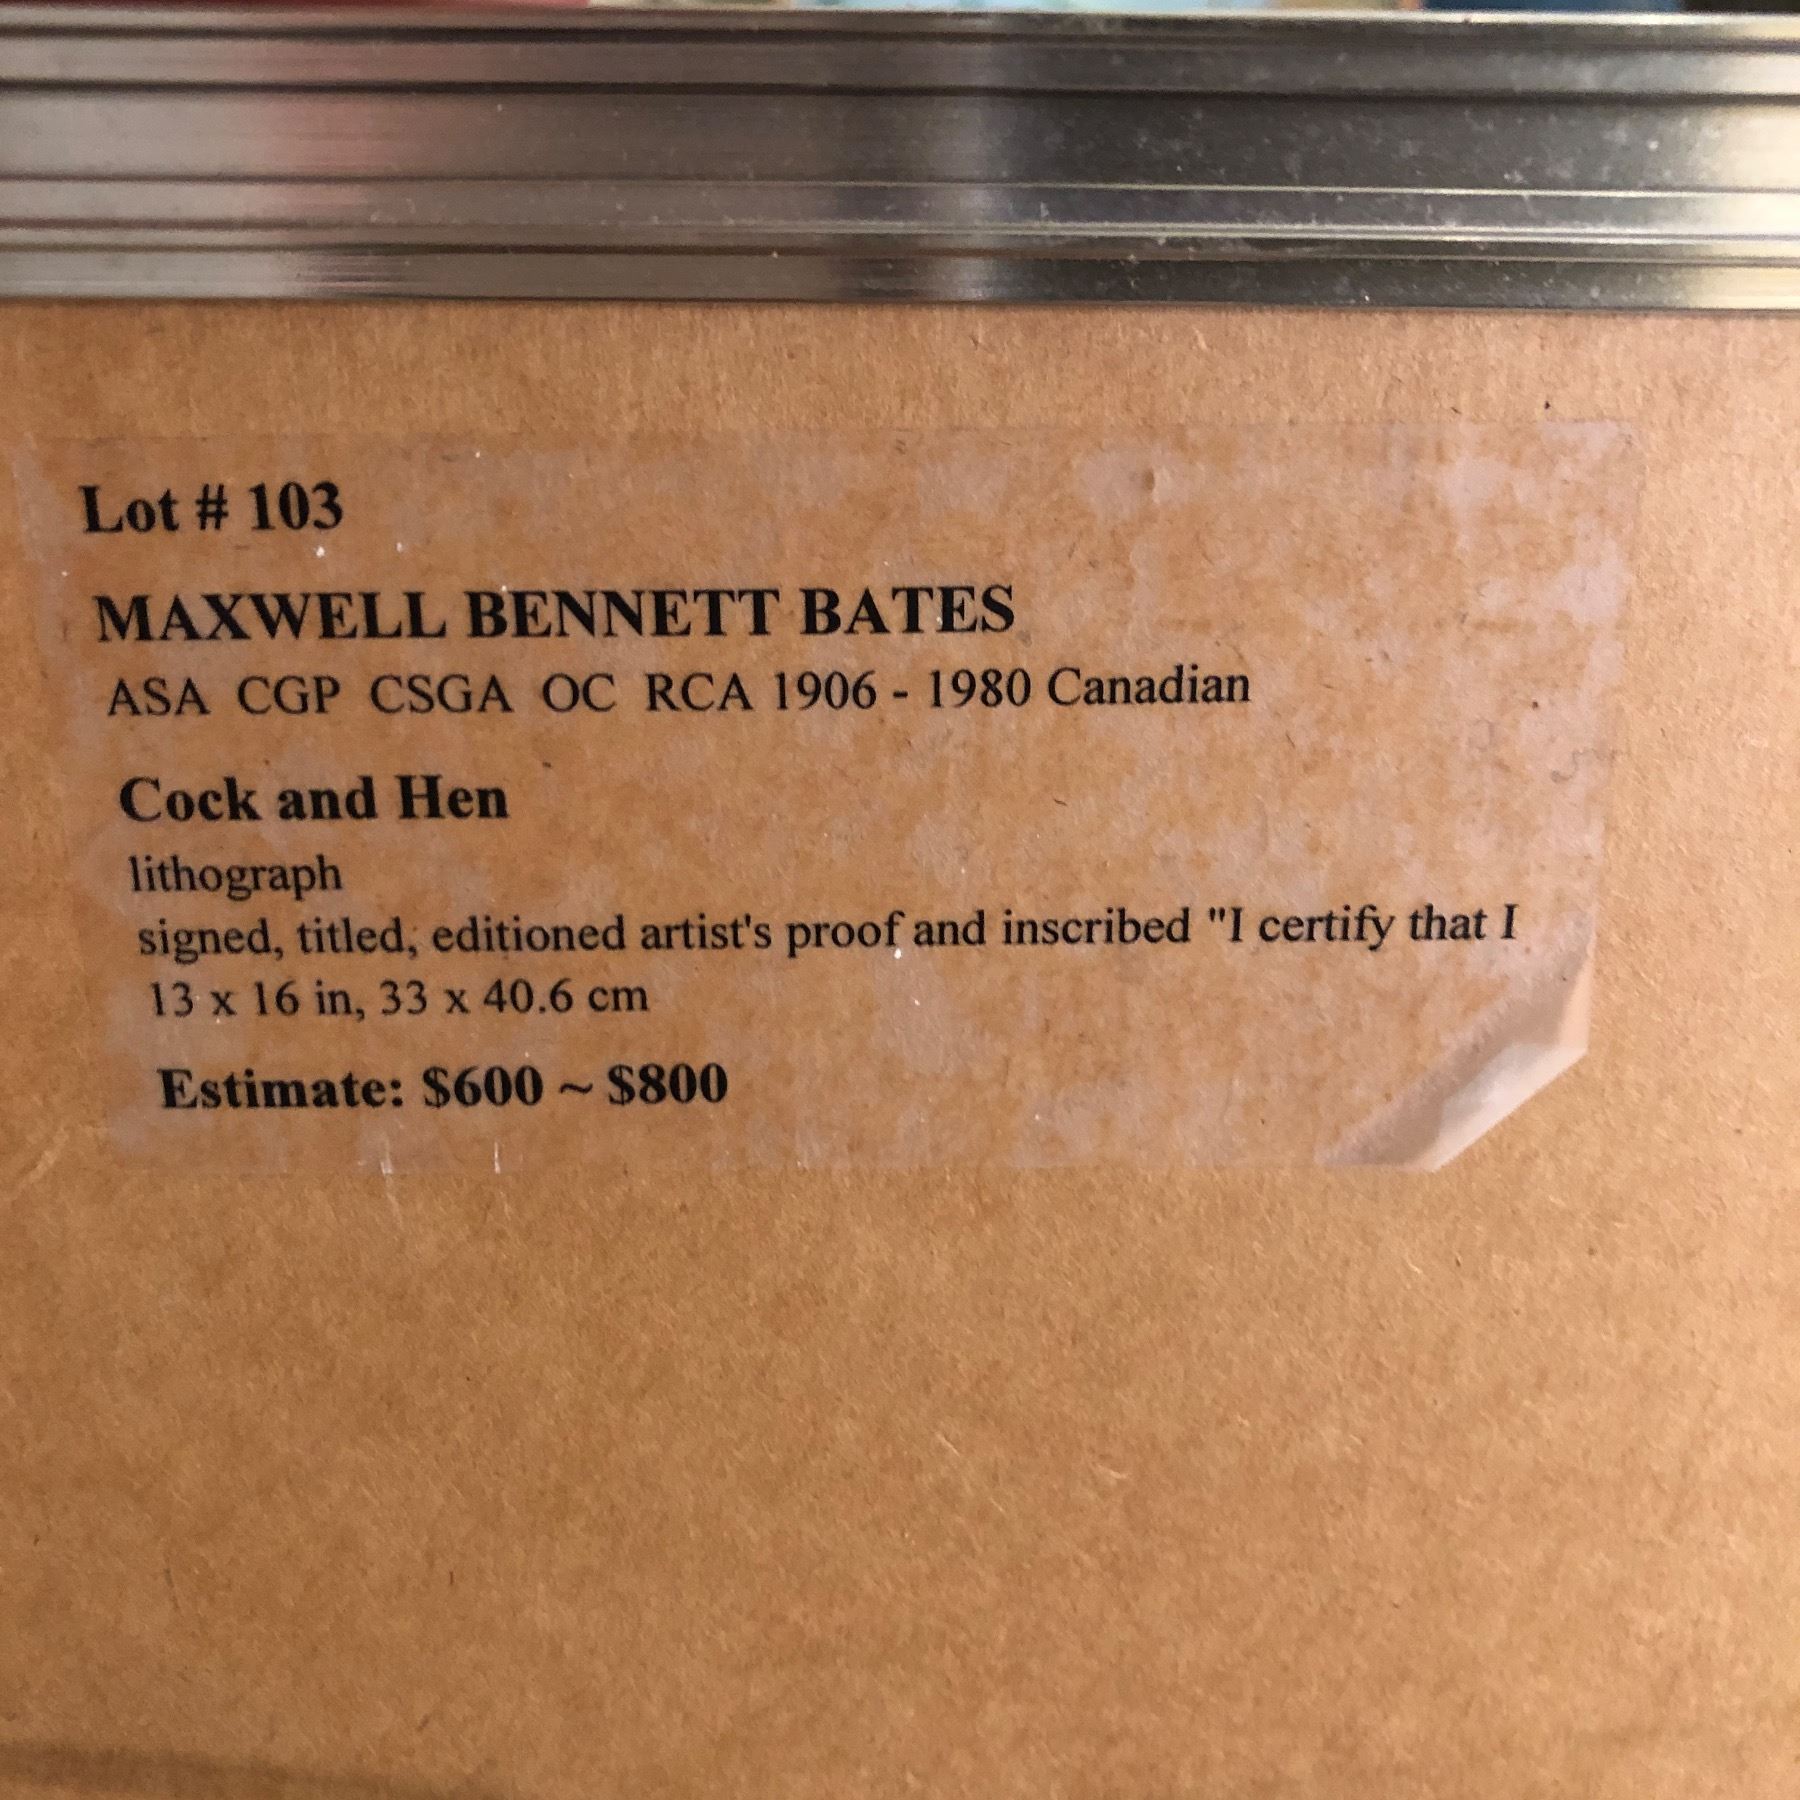 Lot # 103
MAXWELL BENNETT BATES
ASA CGP CSGA OC RCA 1906 - 1980 Canadian
Cock and Hen
lithograph
signed, titled, editioned artist's proof and inscribed "I certify that I
13 x 16 in, 33 x 40.6 cm
Estimate: $600 ~ $800